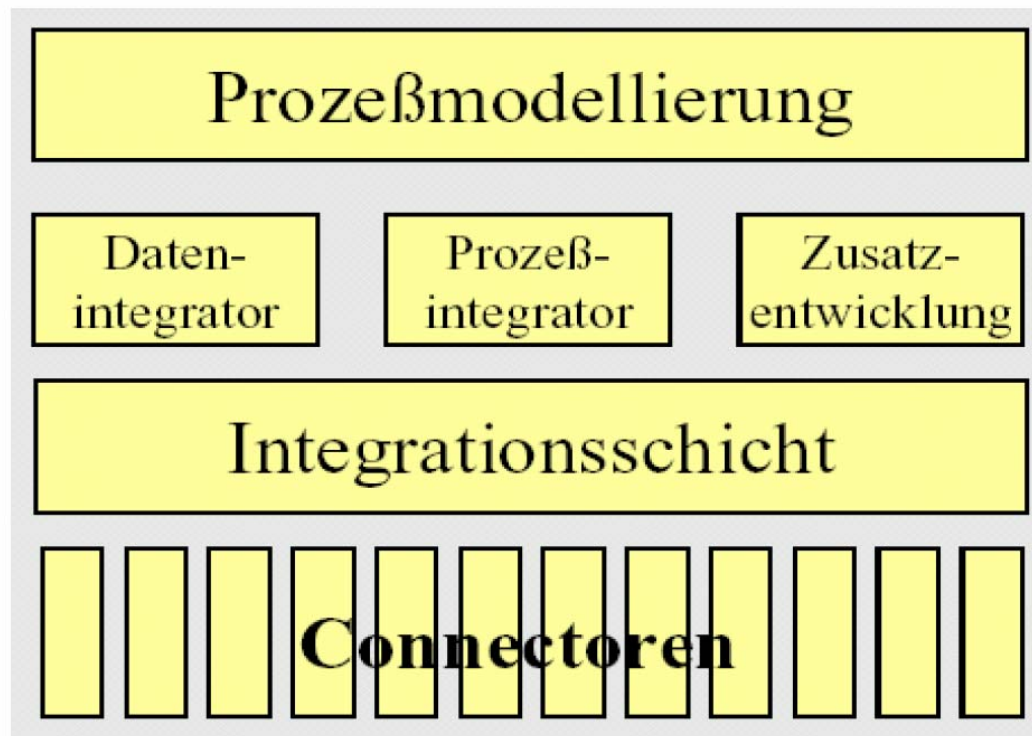 Prozeßmodellierung
Daten-
integrator
Prozeß-
integrator
Zusatz-
entwicklung
Integrationsschicht
Connectoren